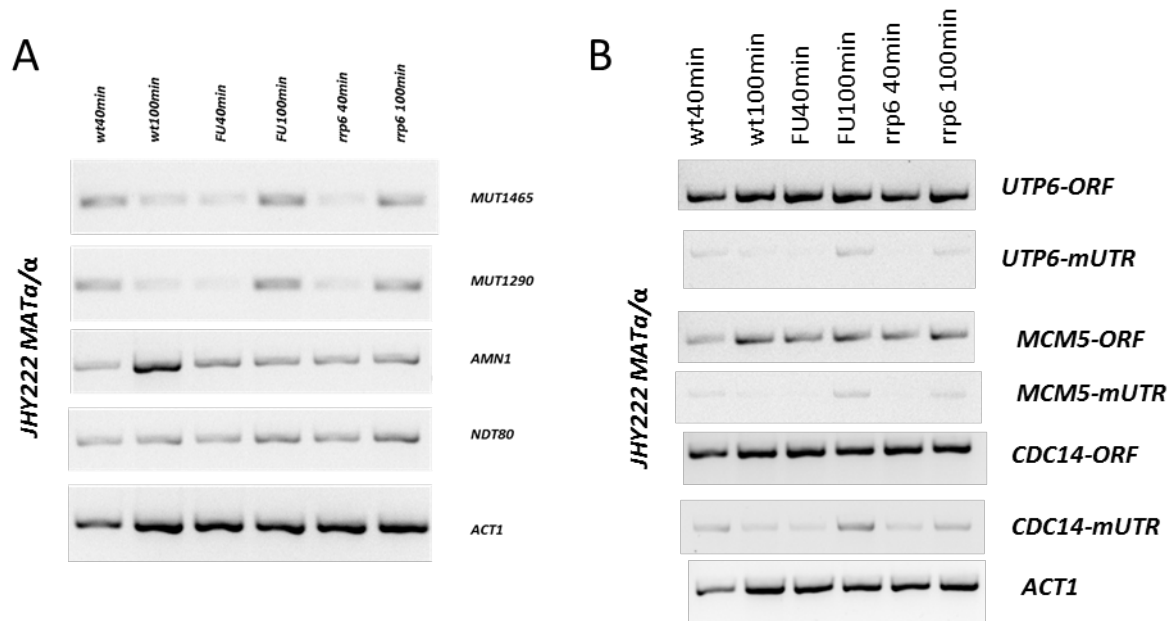 A
wt40min
wt100min
FU40min
FU100min
rrp6 40min
rrp6 100min
JHY222 MATa/α
MUT1465
MUT1290
AMN1
NDT80
ACT1
B
wt40min
wt100min
FU40min
FU100min
rrp6 40min
rrp6 100min
JHY222 MATa/α
UTP6-ORF
UTP6-mUTR
MCM5-ORF
MCM5-mUTR
CDC14-ORF
CDC14-mUTR
ACT1